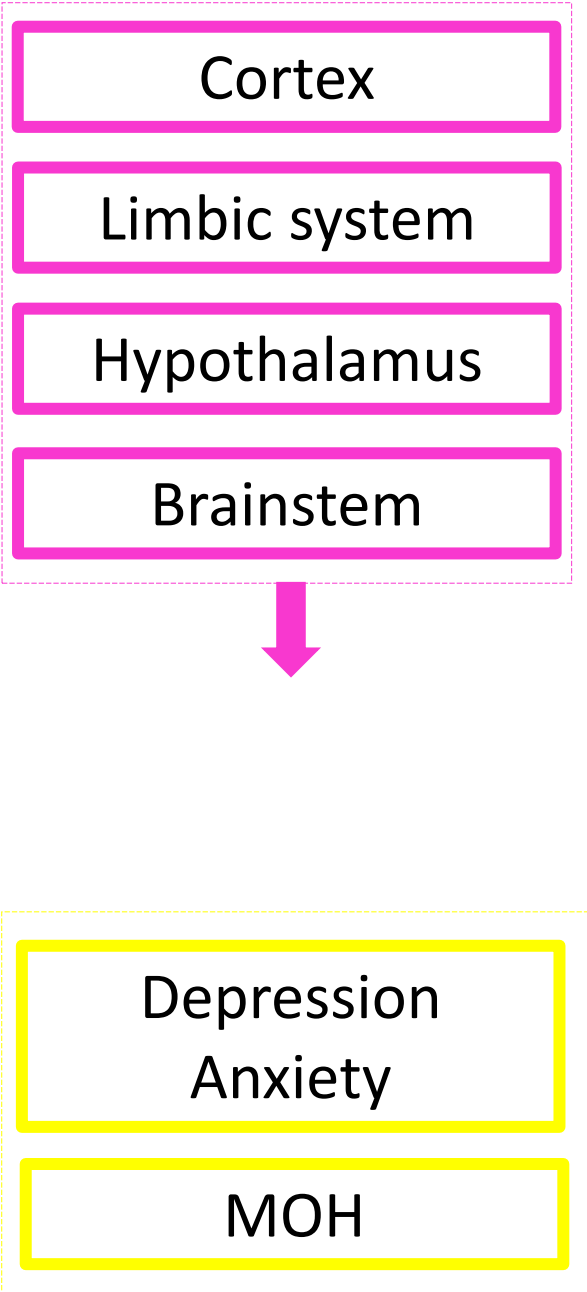 Cortex
Limbic system
Hypothalamus
Brainstem
Depression
Anxiety
MOH